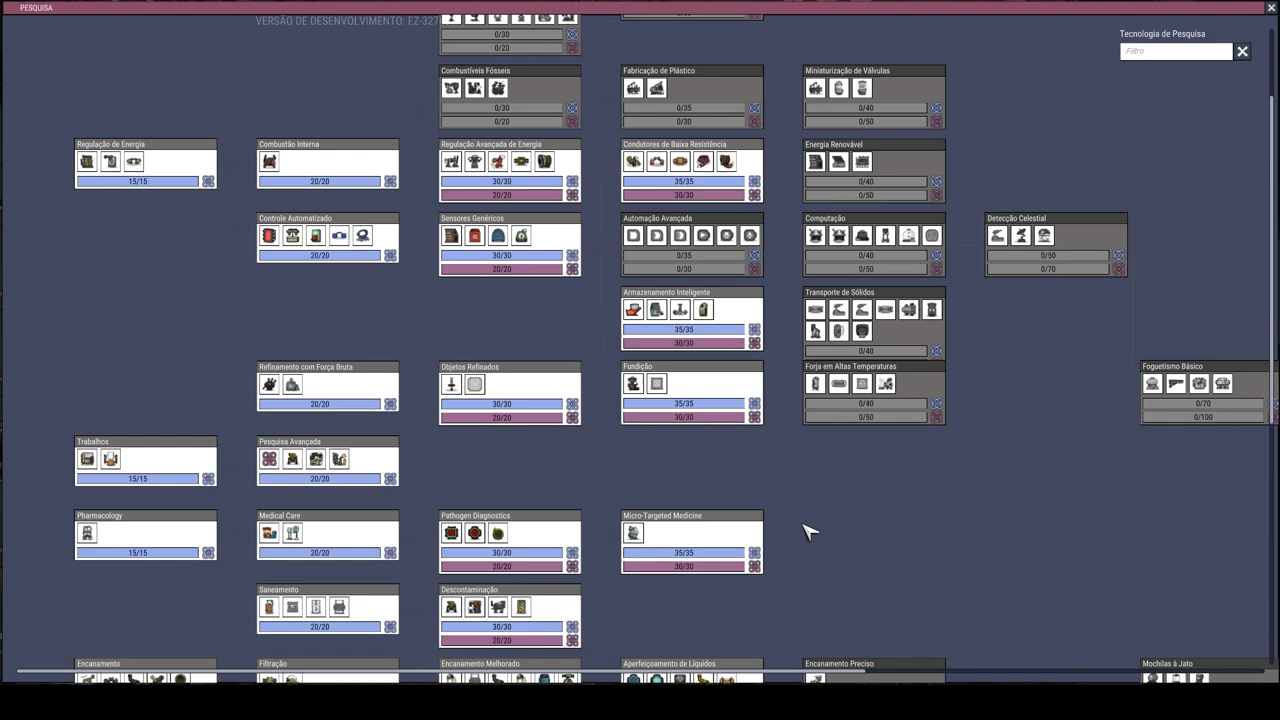 PESQUISA
VERSÃO DE DESENVOLVIMENTO: EZ-327
Tecnologia de Pesquisa
Filtro
0/30
0/20
Combustíveis Fósseis
0/30
0/20
Fabricação de Plástico
0/35
0/30
Miniaturização de Válvulas
0/40
0/50
Regulação de Energia
15/15
Combustão Interna
20/20
Regulação Avançada de Energia
30/30
20/20
Condutores de Baixa Resistência
35/35
30/30
Energia Renovável
0/40
0/50
Controle Automatizado
20/20
Sensores Genéricos
30/30
20/20
Automação Avançada
0/35
0/30
Computação
0/40
0/50
Detecção Celestial
0/50
0/70
Armazenamento Inteligente
35/35
30/30
Transporte de Sólidos
0/40
Refinamento com Força Bruta
20/20
Objetos Refinados
30/30
20/20
Fundição
35/35
30/30
Forja em Altas Temperaturas
0/40
0/50
Foguetismo Básico
0/70
0/100
Trabalhos
15/15
Pesquisa Avançada
20/20
Pharmacology
15/15
Medical Care
20/20
Pathogen Diagnostics
30/30
20/20
Micro-Targeted Medicine
35/35
30/30
Saneamento
20/20
Descontaminação
30/30
20/20
Encanamento
Filtração
Encanamento Melhorado
Aperfeiçoamento de Líquidos
Encanamento Preciso
Mochilas à Jato